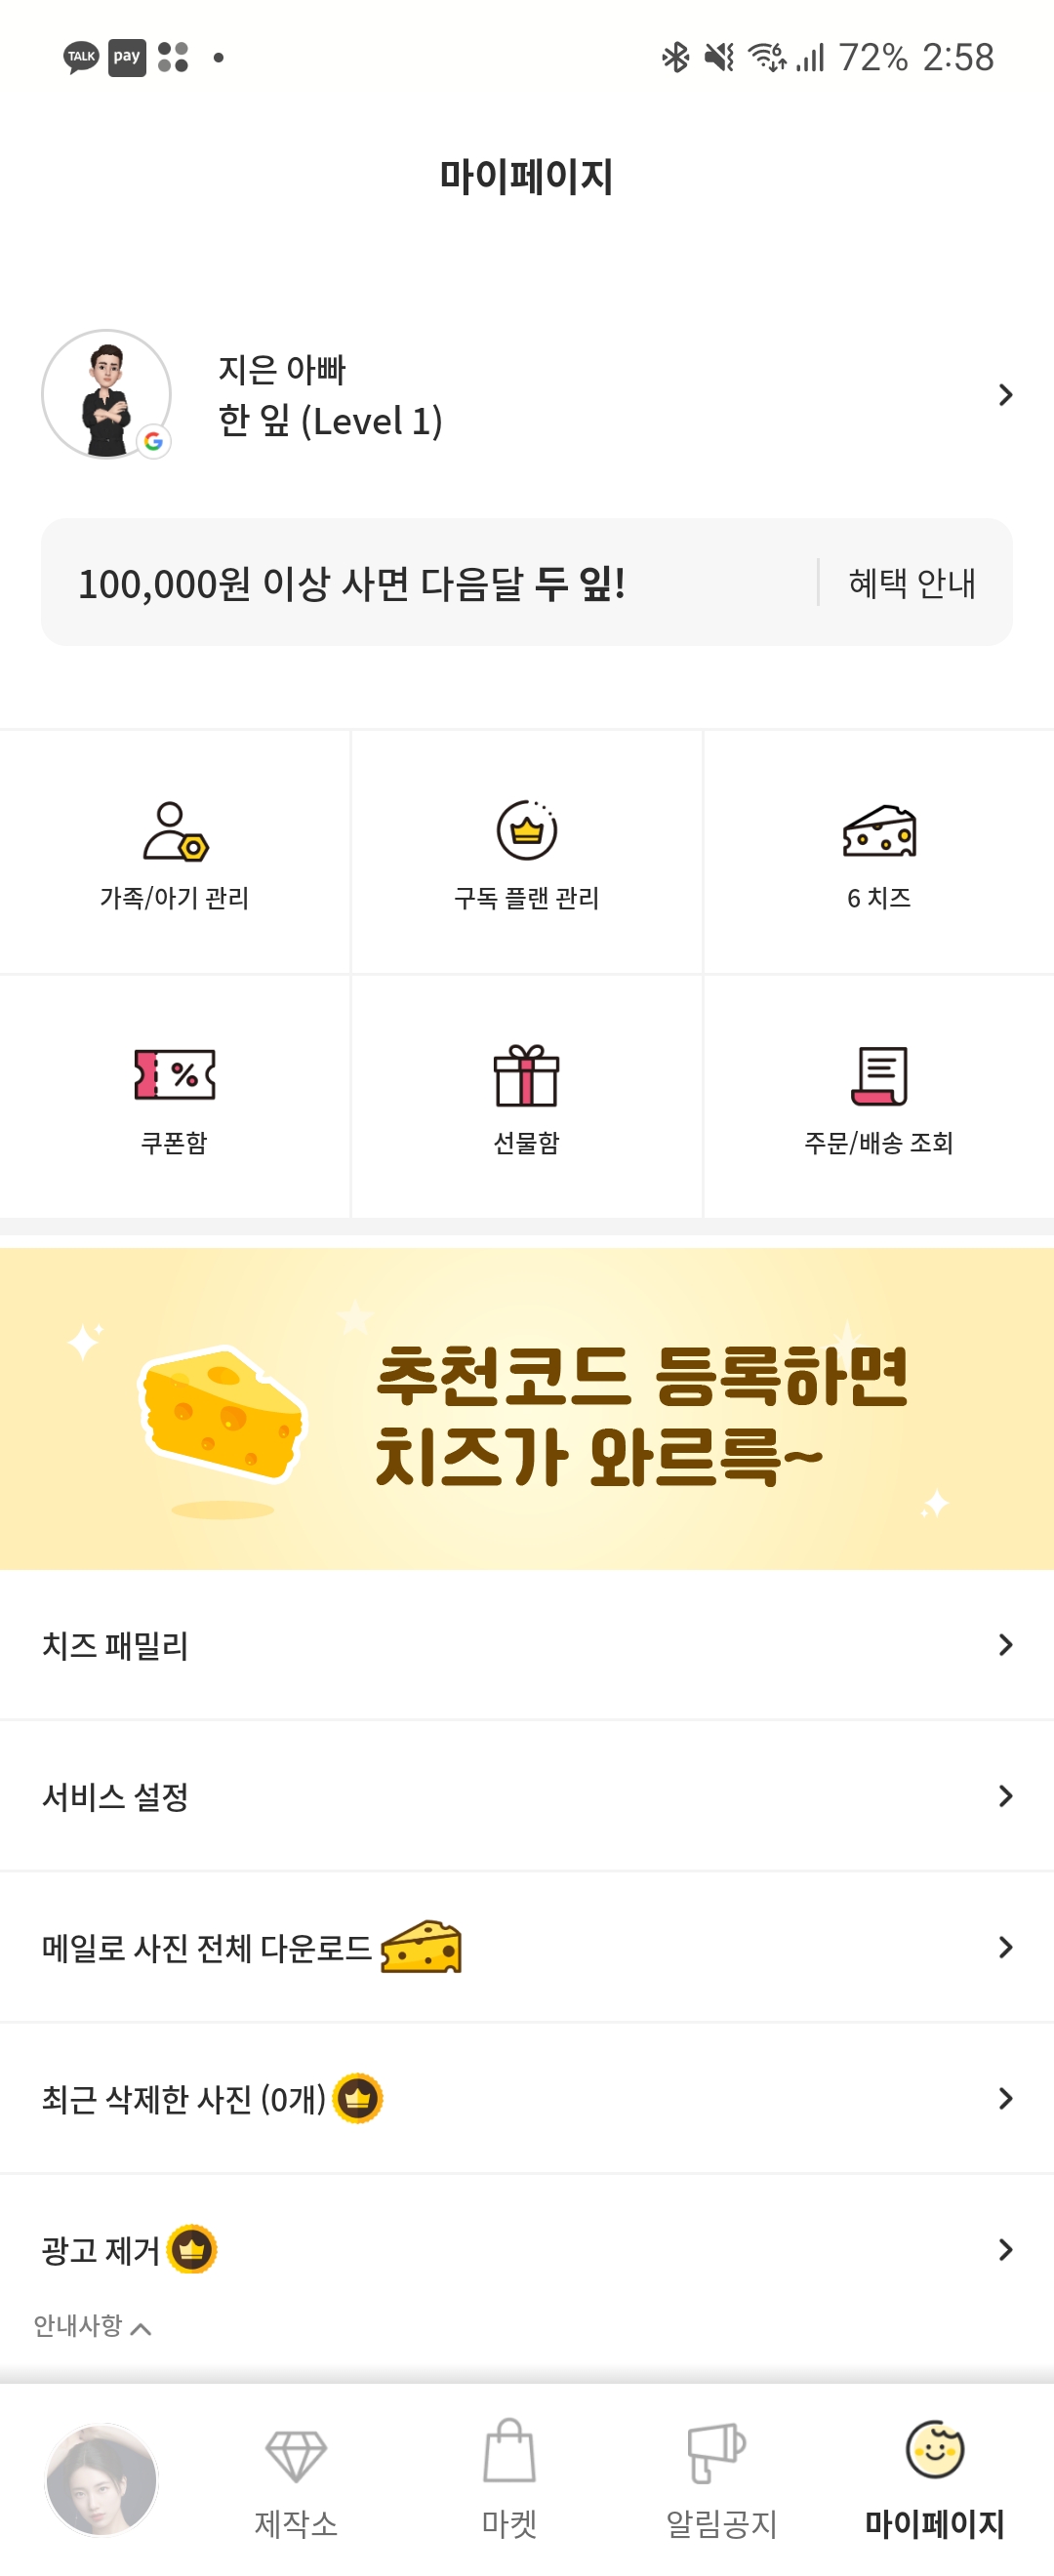 TALK pay 72% 2:58
마이페이지
지은 아빠
한 잎 (Level 1)
100,000원 이상 사면 다음달 두 잎! 혜택 안내
가족/아기 관리 구독 플랜 관리 6 치즈
쿠폰함 선물함 주문/배송 조회
추천코드 등록하면
치즈가 와르륵~
치즈 패밀리
서비스 설정
메일로 사진 전체 다운로드
최근 삭제한 사진 (0개)
광고 제거
안내사항
제작소 마켓 알림공지 마이페이지